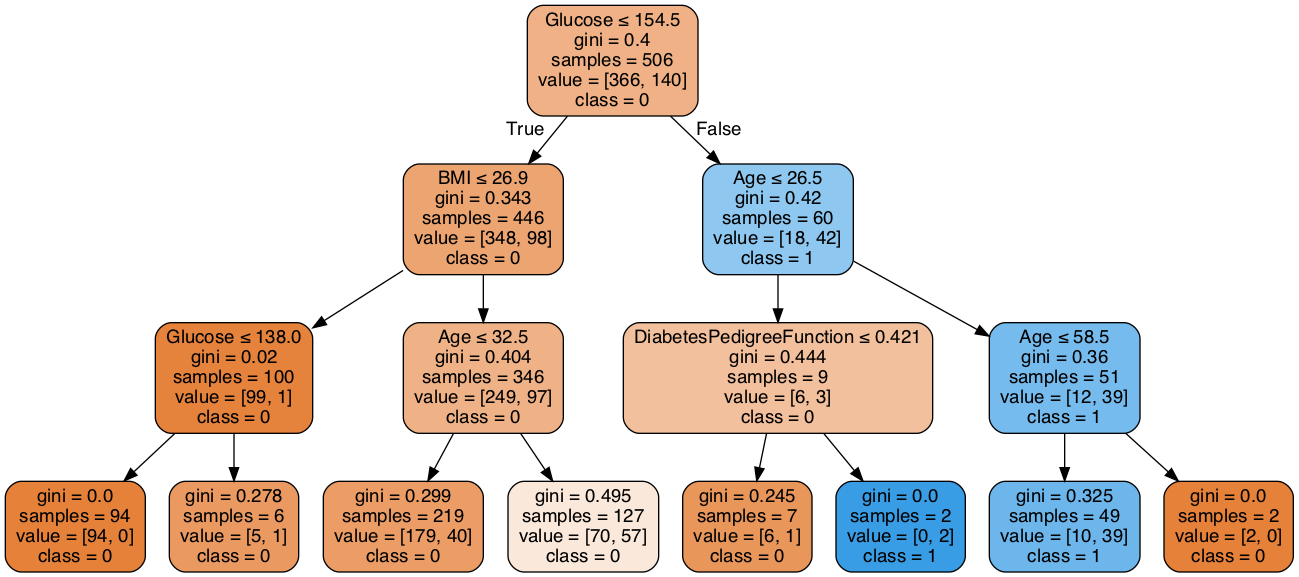 Glucose ≤ 154.5
gini = 0.4
samples = 506
value = [366, 140]
class = 0
True
False
BMI ≤ 26.9
gini = 0.343
samples = 446
value = [348, 98]
class = 0
Age ≤ 26.5
gini = 0.42
samples = 60
value = [18, 42]
class = 1
Glucose ≤ 138.0
gini = 0.02
samples = 100
value = [99, 1]
class = 0
Age ≤ 32.5
gini = 0.404
samples = 346
value = [249, 97]
class = 0
DiabetesPedigreeFunction ≤ 0.421
gini = 0.444
samples = 9
value = [6, 3]
class = 0
Age ≤ 58.5
gini = 0.36
samples = 51
value = [12, 39]
class = 1
gini = 0.0
samples = 94
value = [94, 0]
class = 0
gini = 0.278
samples = 6
value = [5, 1]
class = 0
gini = 0.299
samples = 219
value = [179, 40]
class = 0
gini = 0.495
samples = 127
value = [70, 57]
class = 0
gini = 0.245
samples = 7
value = [6, 1]
class = 0
gini = 0.0
samples = 2
value = [0, 2]
class = 1
gini = 0.325
samples = 49
value = [10, 39]
class = 1
gini = 0.0
samples = 2
value = [2, 0]
class = 0